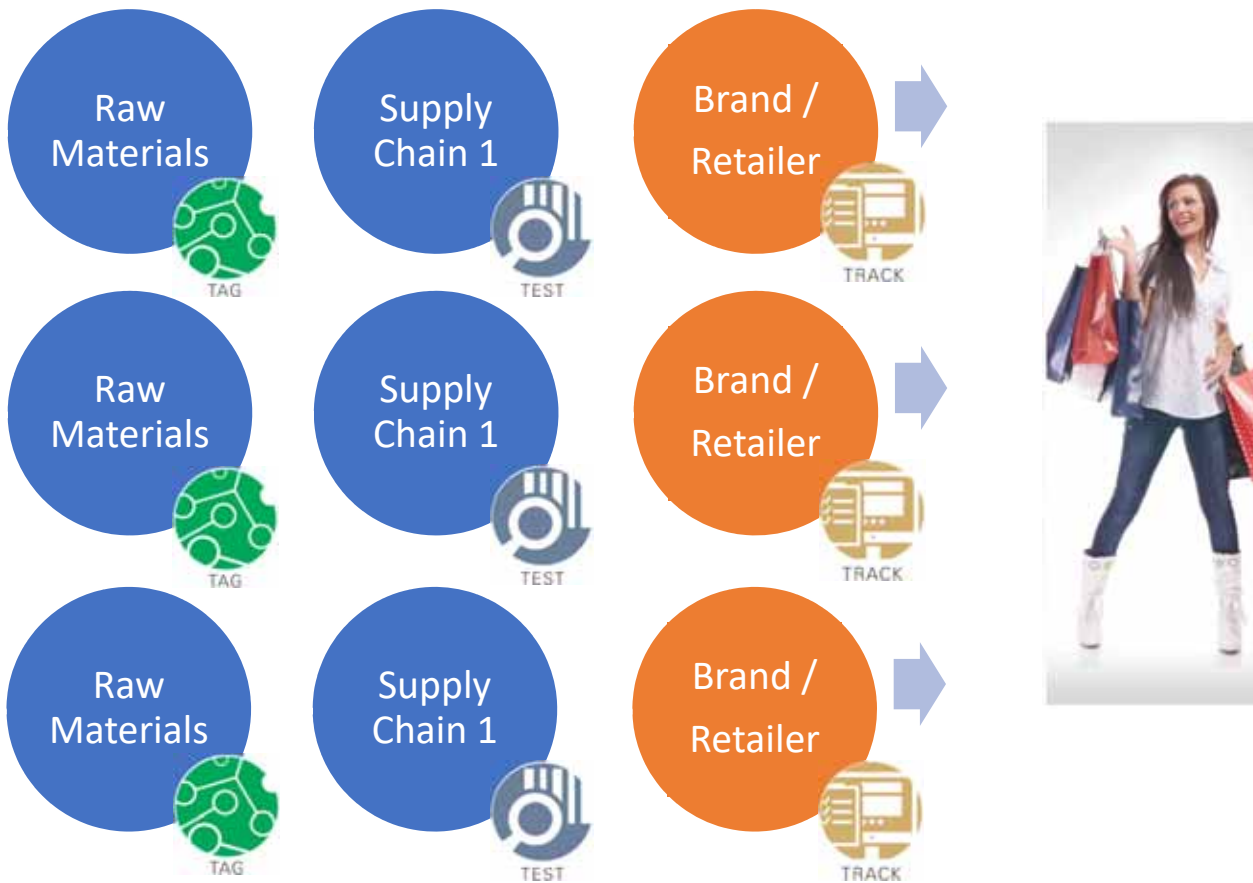 Raw
Materials
TAG
Supply
Chain 1
TEST
Brand /
Retailer
TRACK
Raw
Materials
TAG
Supply
Chain 1
TEST
Brand /
Retailer
TRACK
Raw
Materials
TAG
Supply
Chain 1
TEST
Brand /
Retailer
TRACK